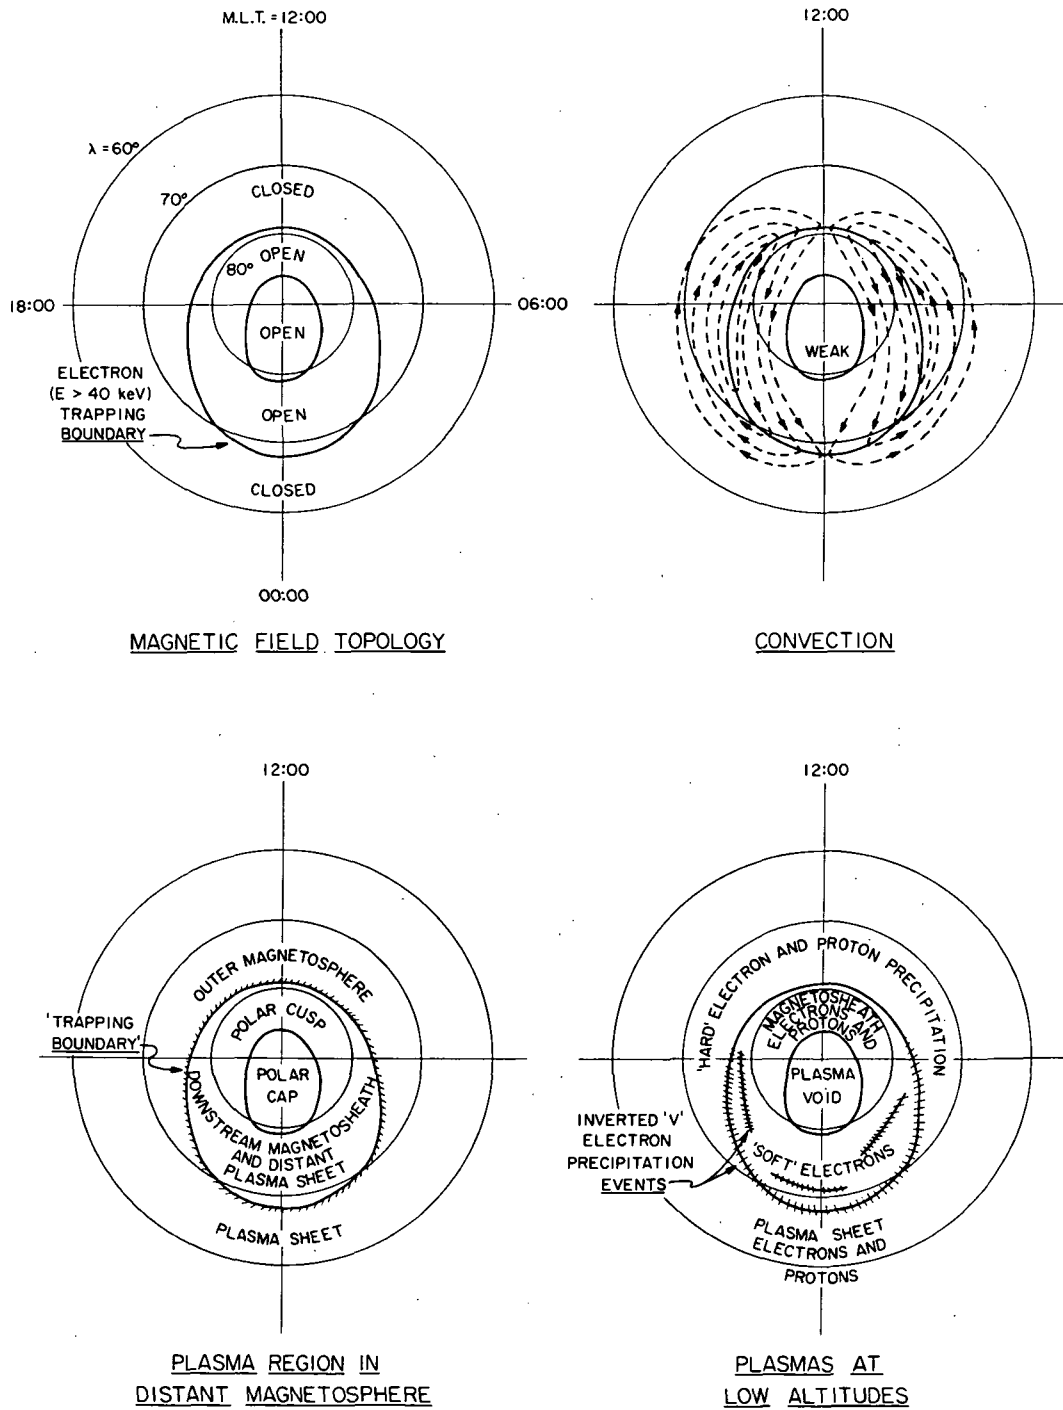 M.L.T. = 12:00
λ = 60°
70°
CLOSED
80°
OPEN
18:00
06:00
OPEN
ELECTRON
(E > 40 keV)
TRAPPING
BOUNDARY
OPEN
CLOSED
00:00
MAGNETIC FIELD TOPOLOGY
12:00
WEAK
CONVECTION
12:00
OUTER MAGNETOSPHERE
'TRAPPING
BOUNDARY'
POLAR CUSP
POLAR
CAP
DOWNSTREAM MAGNETOSHEATH
AND DISTANT
PLASMA SHEET
PLASMA SHEET
PLASMA REGION IN
DISTANT MAGNETOSPHERE
12:00
'HARD' ELECTRON AND PROTON PRECIPITATION
MAGNETOSHEATH
ELECTRONS AND
PROTONS
PLASMA
VOID
INVERTED 'V'
ELECTRON
PRECIPITATION
EVENTS
'SOFT' ELECTRONS
PLASMA SHEET
ELECTRONS AND
PROTONS
PLASMAS AT
LOW ALTITUDES